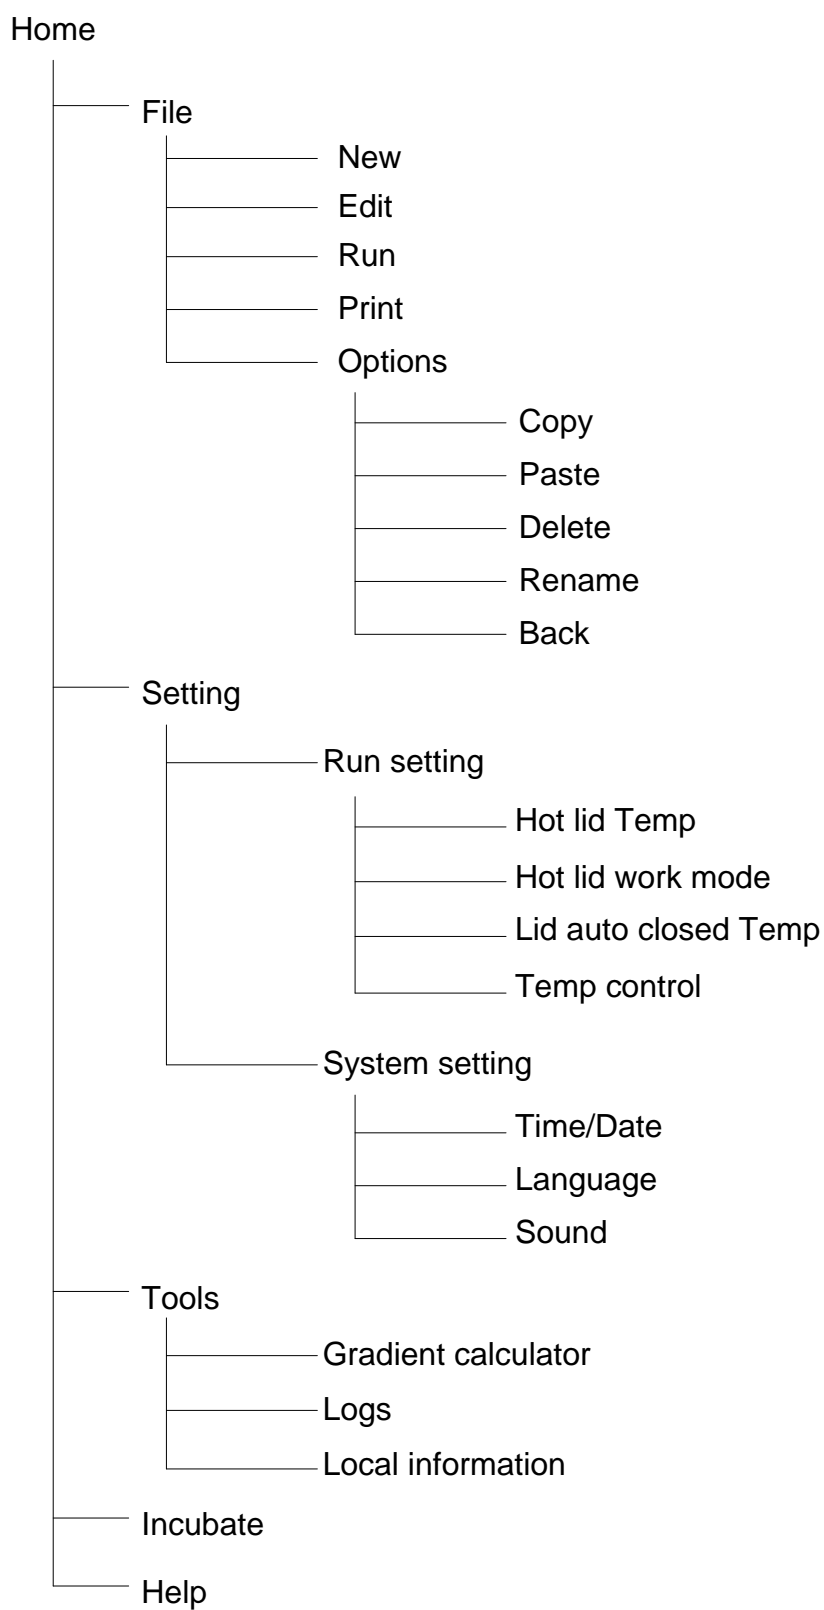 Home
File
New
Edit
Run
Print
Options
Copy
Paste
Delete
Rename
Back
Setting
Run setting
Hot lid Temp
Hot lid work mode
Lid auto closed Temp
Temp control
System setting
Time/Date
Language
Sound
Tools
Gradient calculator
Logs
Local information
Incubate
Help